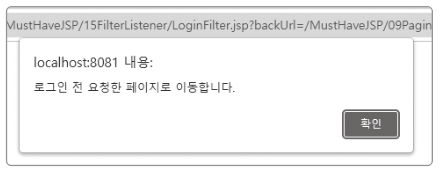 MustHaveJSP/15FilterListener/LoginFilter.jsp?backUrl=/MustHaveJSP/09Pagin
localhost:8081 내용:
로그인 전 요청한 페이지로 이동합니다.
확인